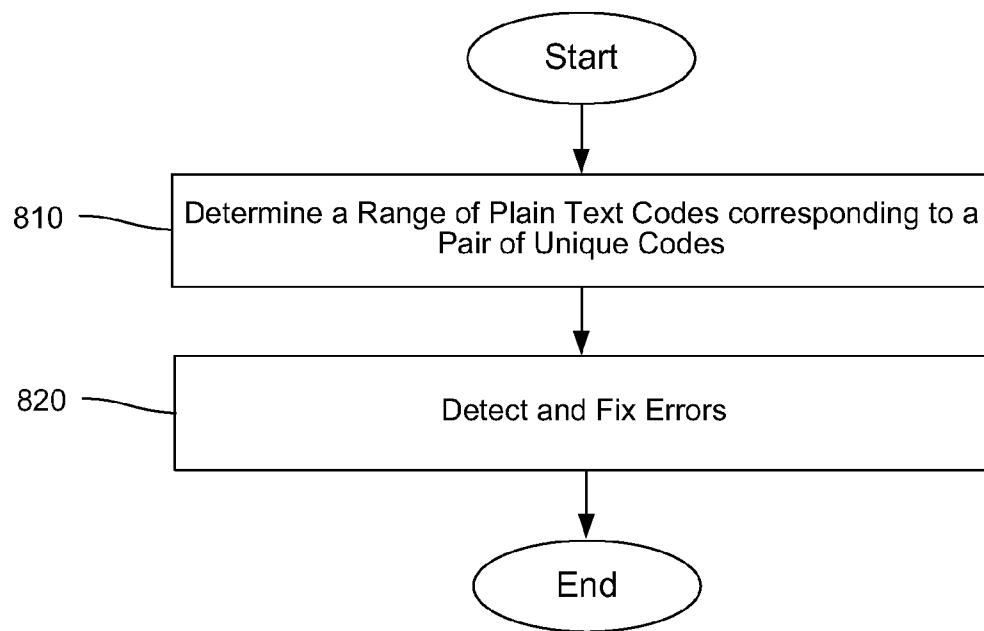 Start
810
Determine a Range of Plain Text Codes corresponding to a
Pair of Unique Codes
820
Detect and Fix Errors
End